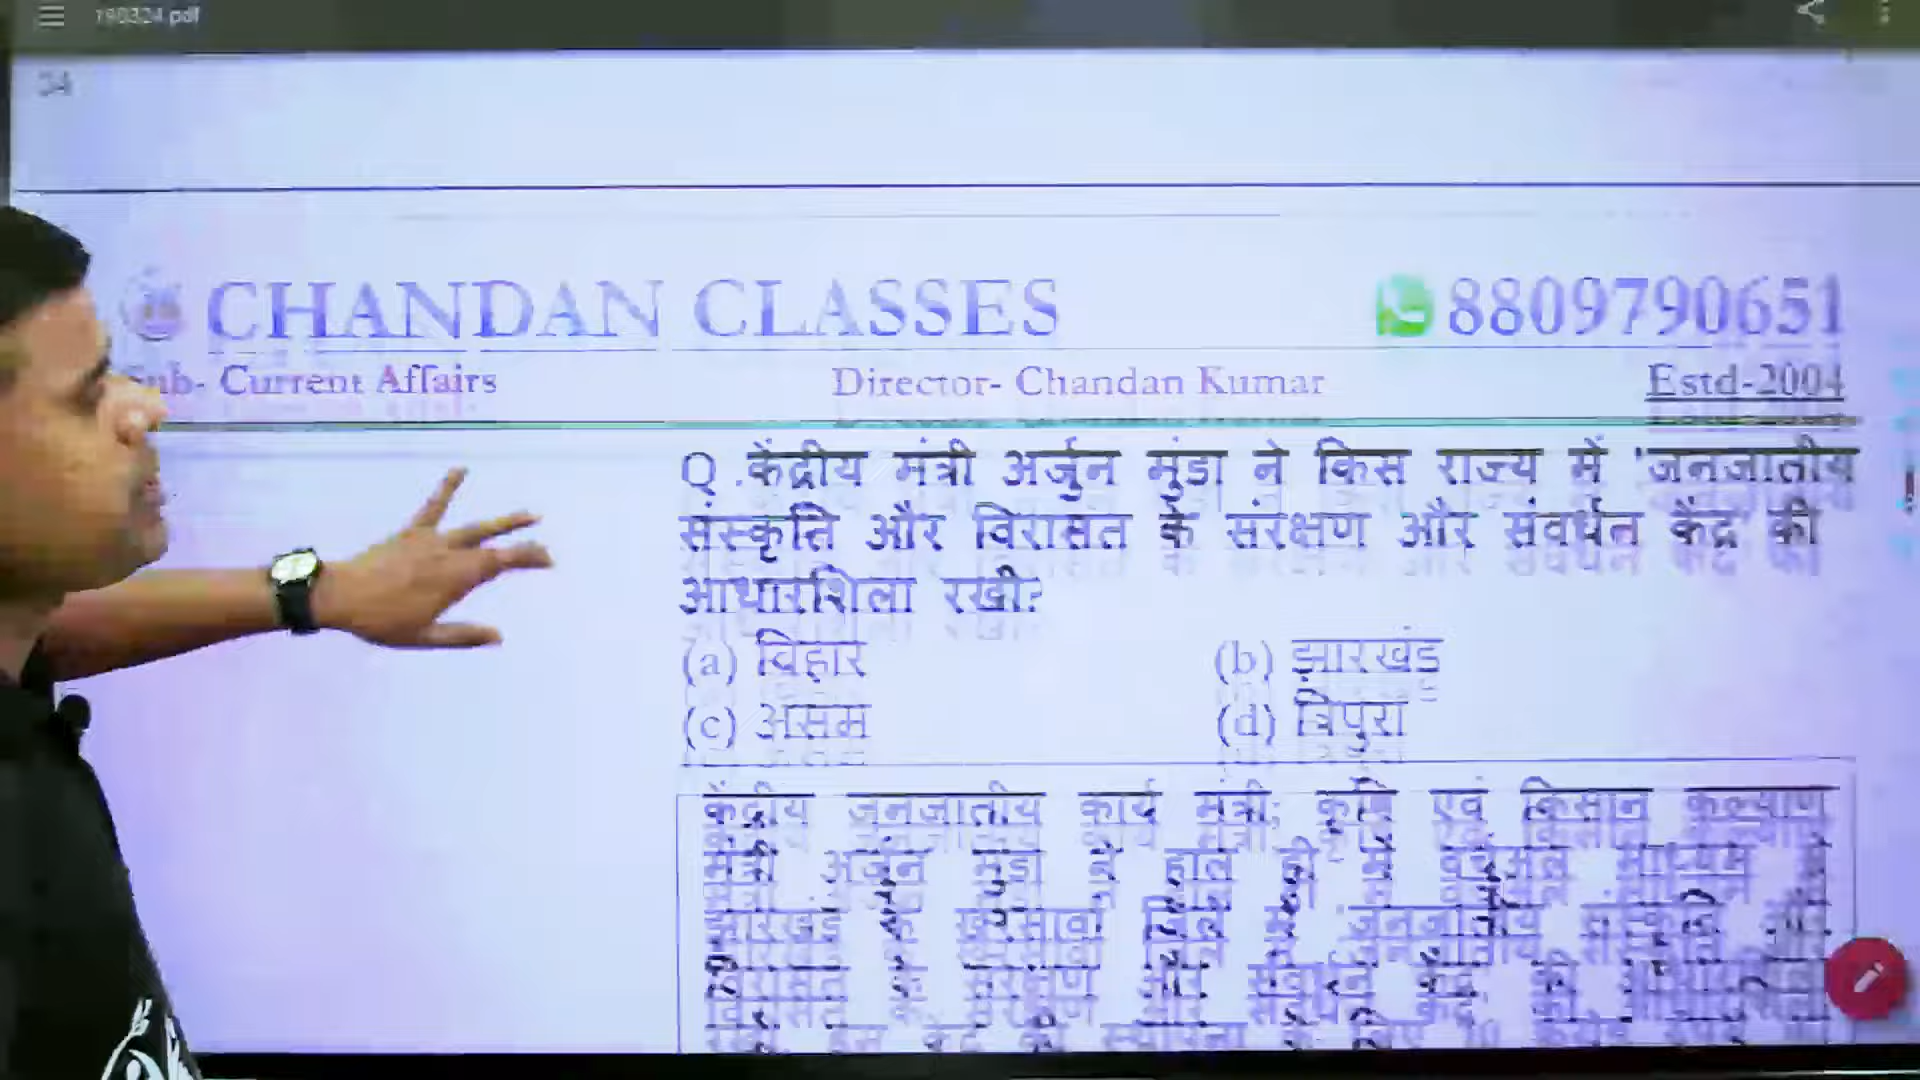 190324.pdf
34
CHANDAN CLASSES
8809790651
Sub- Current Affairs
Director- Chandan Kumar
Estd-2004
Q .केंद्रीय मंत्री अर्जुन मुंडा ने किस राज्य में 'जनजातीय
संस्कृति और विरासत के संरक्षण और संवर्धन केंद्र की
आधारशिला रखी?
(a) बिहार
(b) झारखंड
(c) असम
(d) त्रिपुरा
केंद्रीय जनजातीय कार्य मंत्री; कृषि एवं किसान कल्याण
मंत्री अर्जुन मुंडा ने हाल ही में वर्चुअल माध्यम
झारखंड के खरसावां जिले में जनजातीय संस्कृति और
विरासत के संरक्षण और संवर्धन केंद्र की आधारशिला